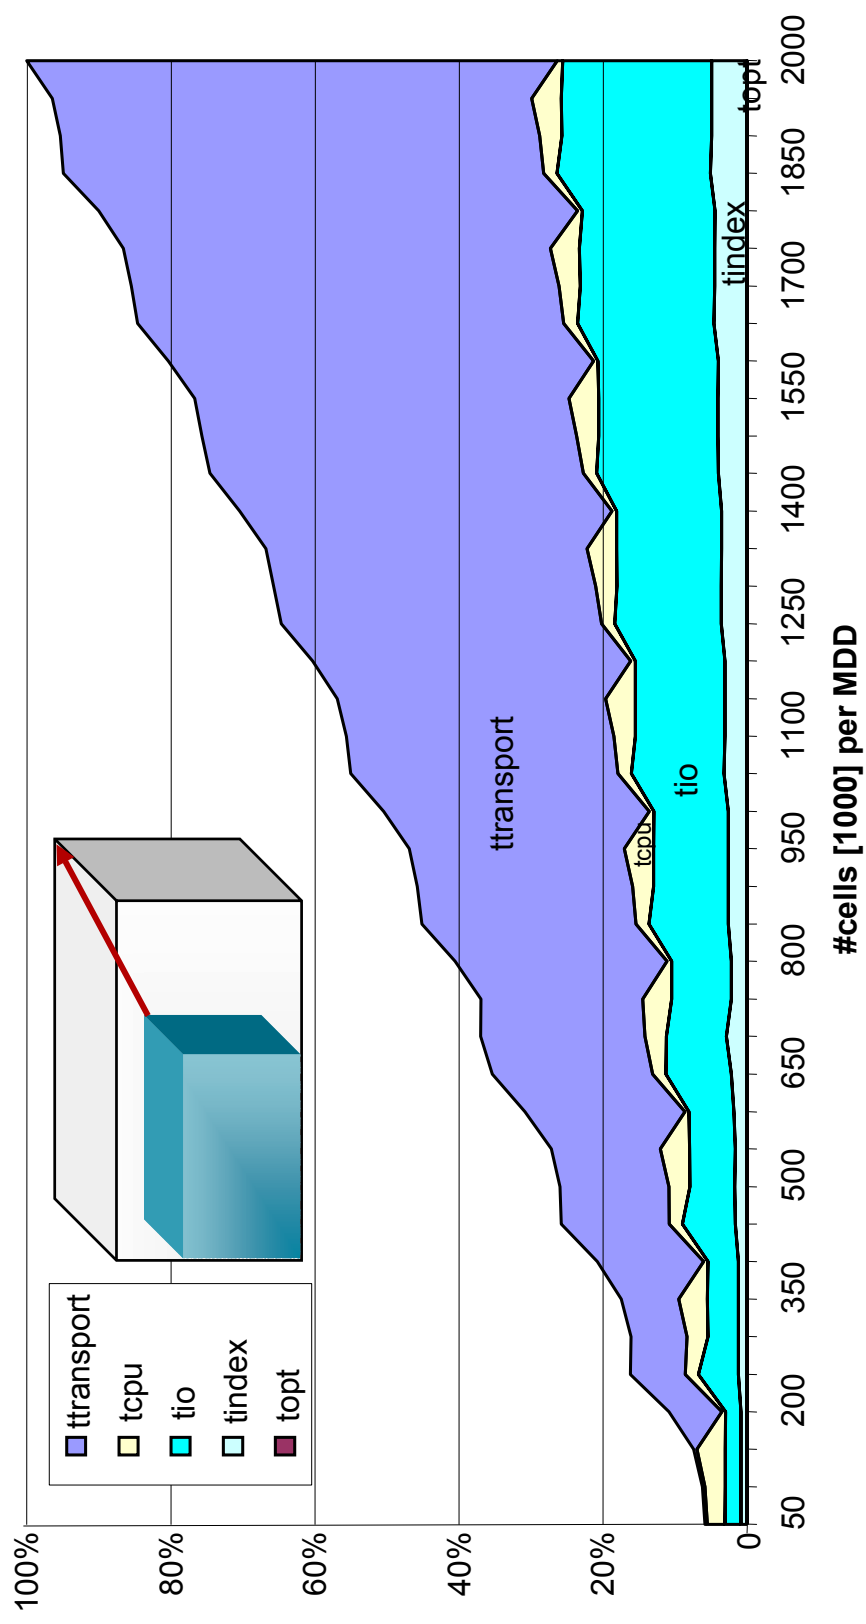 100%
80%
60%
40%
20%
0
ttransport
tcpu
tio
tindex
topt
ttransport
tcpu
tio
tindex
topt
50
200
350
500
650
800
950
1100
1250
1400
1550
1700
1850
2000
#cells [1000] per MDD